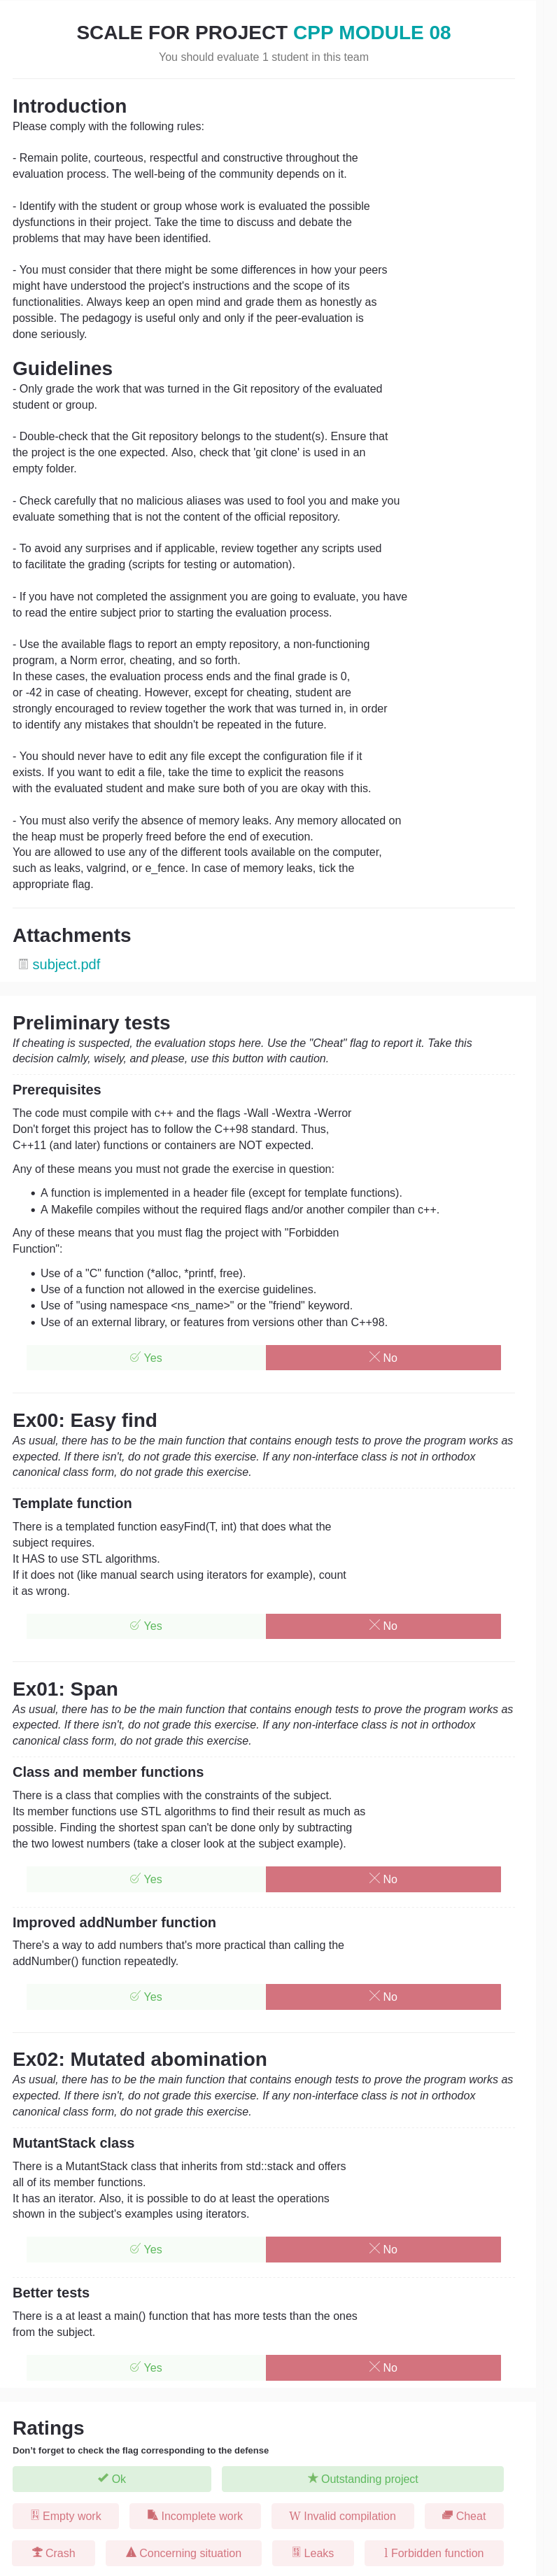 SCALE FOR PROJECT CPP MODULE 08
You should evaluate 1 student in this team
Introduction
Please comply with the following rules:
- Remain polite, courteous, respectful and constructive throughout the
evaluation process. The well-being of the community depends on it.
- Identify with the student or group whose work is evaluated the possible
dysfunctions in their project. Take the time to discuss and debate the
problems that may have been identified.
- You must consider that there might be some differences in how your peers
might have understood the project's instructions and the scope of its
functionalities. Always keep an open mind and grade them as honestly as
possible. The pedagogy is useful only and only if the peer-evaluation is
done seriously.
Guidelines
- Only grade the work that was turned in the Git repository of the evaluated
student or group.
- Double-check that the Git repository belongs to the student(s). Ensure that
the project is the one expected. Also, check that 'git clone' is used in an
empty folder.
- Check carefully that no malicious aliases was used to fool you and make you
evaluate something that is not the content of the official repository.
- To avoid any surprises and if applicable, review together any scripts used
to facilitate the grading (scripts for testing or automation).
- If you have not completed the assignment you are going to evaluate, you have
to read the entire subject prior to starting the evaluation process.
- Use the available flags to report an empty repository, a non-functioning
program, a Norm error, cheating, and so forth.
In these cases, the evaluation process ends and the final grade is 0,
or -42 in case of cheating. However, except for cheating, student are
strongly encouraged to review together the work that was turned in, in order
to identify any mistakes that shouldn't be repeated in the future.
- You should never have to edit any file except the configuration file if it
exists. If you want to edit a file, take the time to explicit the reasons
with the evaluated student and make sure both of you are okay with this.
- You must also verify the absence of memory leaks. Any memory allocated on
the heap must be properly freed before the end of execution.
You are allowed to use any of the different tools available on the computer,
such as leaks, valgrind, or e_fence. In case of memory leaks, tick the
appropriate flag.
Attachments
subject.pdf
Preliminary tests
If cheating is suspected, the evaluation stops here. Use the "Cheat" flag to report it. Take this
decision calmly, wisely, and please, use this button with caution.
Prerequisites
The code must compile with c++ and the flags -Wall -Wextra -Werror
Don't forget this project has to follow the C++98 standard. Thus,
C++11 (and later) functions or containers are NOT expected.
Any of these means you must not grade the exercise in question:
• A function is implemented in a header file (except for template functions).
• A Makefile compiles without the required flags and/or another compiler than c++.
Any of these means that you must flag the project with "Forbidden
Function":
• Use of a "C" function (*alloc, *printf, free).
• Use of a function not allowed in the exercise guidelines.
• Use of "using namespace <ns_name>" or the "friend" keyword.
• Use of an external library, or features from versions other than C++98.
Yes No
Ex00: Easy find
As usual, there has to be the main function that contains enough tests to prove the program works as
expected. If there isn't, do not grade this exercise. If any non-interface class is not in orthodox
canonical class form, do not grade this exercise.
Template function
There is a templated function easyFind(T, int) that does what the
subject requires.
It HAS to use STL algorithms.
If it does not (like manual search using iterators for example), count
it as wrong.
Yes No
Ex01: Span
As usual, there has to be the main function that contains enough tests to prove the program works as
expected. If there isn't, do not grade this exercise. If any non-interface class is not in orthodox
canonical class form, do not grade this exercise.
Class and member functions
There is a class that complies with the constraints of the subject.
Its member functions use STL algorithms to find their result as much as
possible. Finding the shortest span can't be done only by subtracting
the two lowest numbers (take a closer look at the subject example).
Yes No
Improved addNumber function
There's a way to add numbers that's more practical than calling the
addNumber() function repeatedly.
Yes No
Ex02: Mutated abomination
As usual, there has to be the main function that contains enough tests to prove the program works as
expected. If there isn't, do not grade this exercise. If any non-interface class is not in orthodox
canonical class form, do not grade this exercise.
MutantStack class
There is a MutantStack class that inherits from std::stack and offers
all of its member functions.
It has an iterator. Also, it is possible to do at least the operations
shown in the subject's examples using iterators.
Yes No
Better tests
There is a at least a main() function that has more tests than the ones
from the subject.
Yes No
Ratings
Don't forget to check the flag corresponding to the defense
Ok Outstanding project
Empty work Incomplete work Invalid compilation Cheat
Crash Concerning situation Leaks Forbidden function